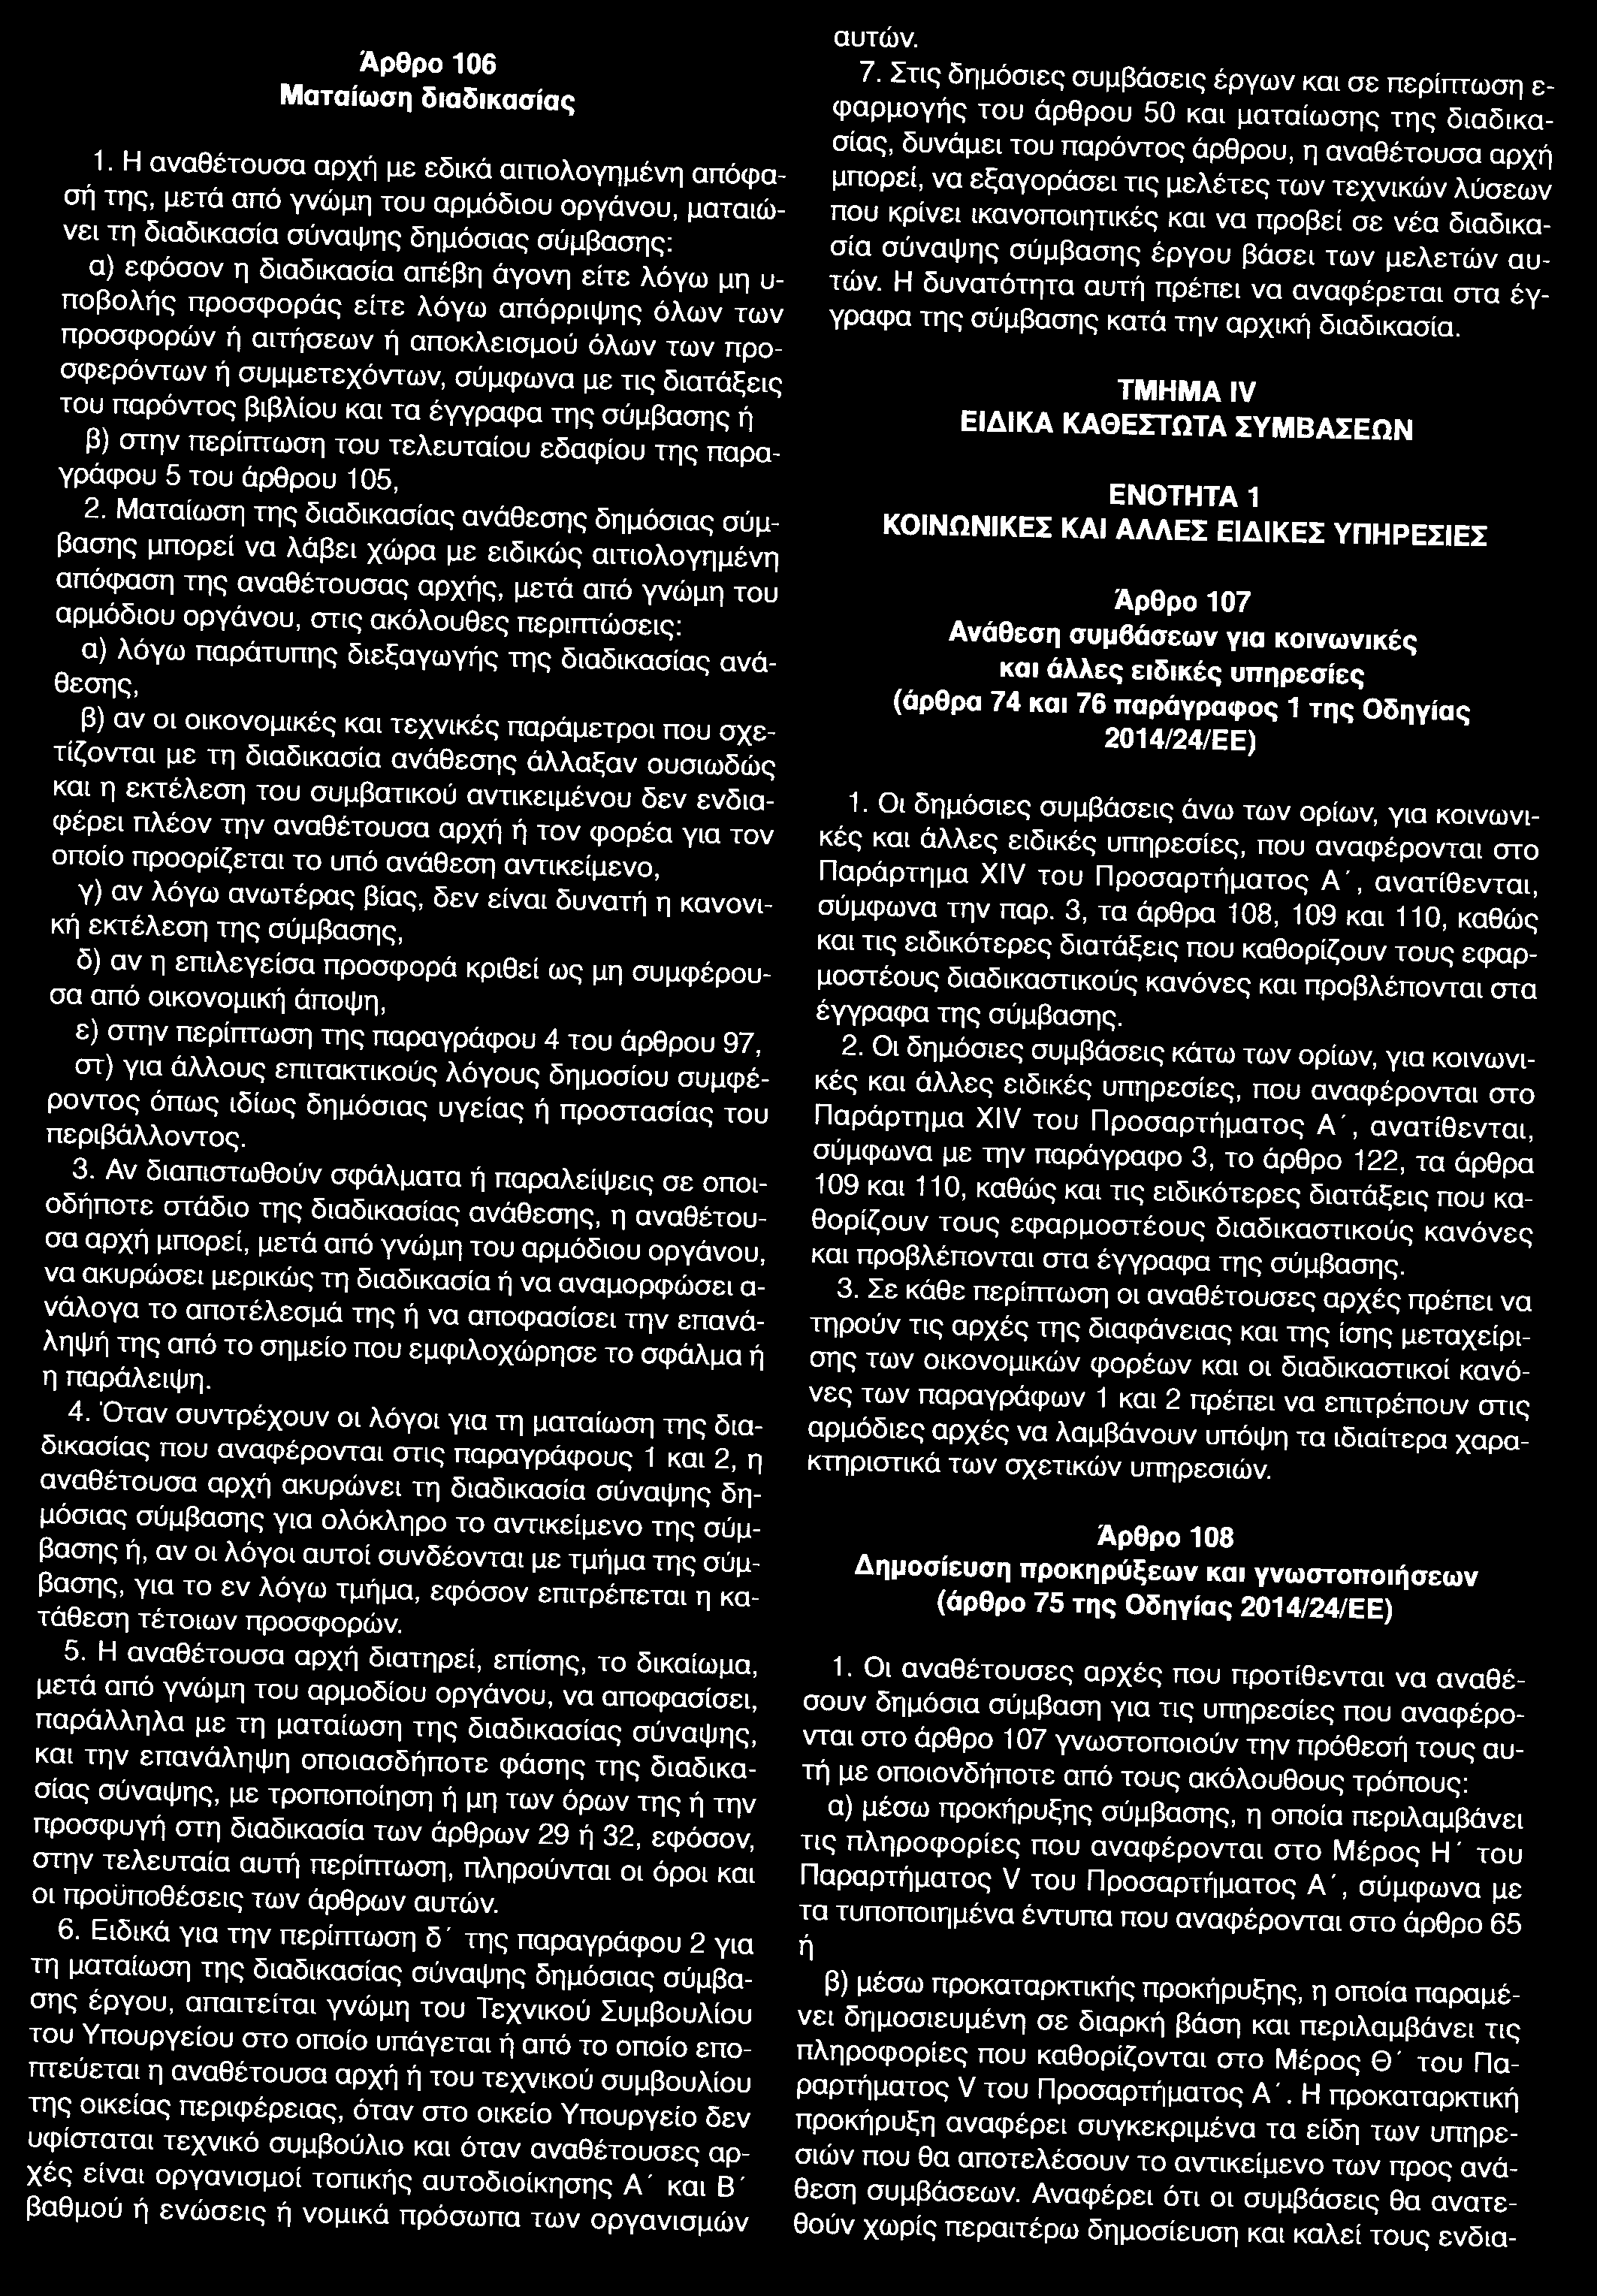 Άρθρο 106
Ματαίωση διαδικασίας
1. Η αναθέτουσα αρχή με εδικά αιτιολογημένη απόφα-
σή της, μετά από γνώμη του αρμόδιου οργάνου, ματαιώ-
νει τη διαδικασία σύναψης δημόσιας σύμβασης:
α) εφόσον η διαδικασία απέβη άγονη είτε λόγω μη υ-
ποβολής προσφοράς είτε λόγω απόρριψης όλων των
προσφορών ή αιτήσεων ή αποκλεισμού όλων των προ-
σφερόντων ή συμμετεχόντων, σύμφωνα με τις διατάξεις
του παρόντος βιβλίου και τα έγγραφα της σύμβασης ή
β) στην περίπτωση του τελευταίου εδαφίου της παρα-
γράφου 5 του άρθρου 105,
2. Ματαίωση της διαδικασίας ανάθεσης δημόσιας σύμ-
βασης μπορεί να λάβει χώρα με ειδικώς αιτιολογημένη
απόφαση της αναθέτουσας αρχής, μετά από γνώμη του
αρμόδιου οργάνου, στις ακόλουθες περιπτώσεις:
α) λόγω παράτυπης διεξαγωγής της διαδικασίας ανά-
θεσης,
β) αν οι οικονομικές και τεχνικές παράμετροι που σχε-
τίζονται με τη διαδικασία ανάθεσης άλλαξαν ουσιωδώς
και η εκτέλεση του συμβατικού αντικειμένου δεν ενδια-
φέρει πλέον την αναθέτουσα αρχή ή τον φορέα για τον
οποίο προορίζεται το υπό ανάθεση αντικείμενο,
γ) αν λόγω ανωτέρας βίας, δεν είναι δυνατή η κανονι-
κή εκτέλεση της σύμβασης,
δ) αν η επιλεγείσα προσφορά κριθεί ως μη συμφέρου-
σα από οικονομική άποψη,
ε) στην περίπτωση της παραγράφου 4 του άρθρου 97,
στ) για άλλους επιτακτικούς λόγους δημοσίου συμφέ-
ροντος όπως ιδίως δημόσιας υγείας ή προστασίας του
περιβάλλοντος.
3. Αν διαπιστωθούν σφάλματα ή παραλείψεις σε οποι-
οδήποτε στάδιο της διαδικασίας ανάθεσης, η αναθέτου-
σα αρχή μπορεί, μετά από γνώμη του αρμόδιου οργάνου,
να ακυρώσει μερικώς τη διαδικασία ή να αναμορφώσει α-
νάλογα το αποτέλεσμά της ή να αποφασίσει την επανά-
ληψή της από το σημείο που εμφιλοχώρησε το σφάλμα ή
η παράλειψη.
4. Όταν συντρέχουν οι λόγοι για τη ματαίωση της δια-
δικασίας που αναφέρονται στις παραγράφους 1 και 2, η
αναθέτουσα αρχή ακυρώνει τη διαδικασία σύναψης δη-
μόσιας σύμβασης για ολόκληρο το αντικείμενο της σύμ-
βασης ή, αν οι λόγοι αυτοί συνδέονται με τμήμα της σύμ-
βασης, για το εν λόγω τμήμα, εφόσον επιτρέπεται η κα-
τάθεση τέτοιων προσφορών.
5. Η αναθέτουσα αρχή διατηρεί, επίσης, το δικαίωμα,
μετά από γνώμη του αρμοδίου οργάνου, να αποφασίσει,
παράλληλα με τη ματαίωση της διαδικασίας σύναψης,
και την επανάληψη οποιασδήποτε φάσης της διαδικα-
σίας σύναψης, με τροποποίηση ή μη των όρων της ή την
προσφυγή στη διαδικασία των άρθρων 29 ή 32, εφόσον,
στην τελευταία αυτή περίπτωση, πληρούνται οι όροι και
οι προϋποθέσεις των άρθρων αυτών.
6. Ειδικά για την περίπτωση δ΄ της παραγράφου 2 για
τη ματαίωση της διαδικασίας σύναψης δημόσιας σύμβα-
σης έργου, απαιτείται γνώμη του Τεχνικού Συμβουλίου
του Υπουργείου στο οποίο υπάγεται ή από το οποίο επο-
πτεύεται η αναθέτουσα αρχή ή του τεχνικού συμβουλίου
της οικείας περιφέρειας, όταν στο οικείο Υπουργείο δεν
υφίσταται τεχνικό συμβούλιο και όταν αναθέτουσες αρ-
χές είναι οργανισμοί τοπικής αυτοδιοίκησης Α΄ και Β΄
βαθμού ή ενώσεις ή νομικά πρόσωπα των οργανισμών
αυτών.
7. Στις δημόσιες συμβάσεις έργων και σε περίπτωση ε-
φαρμογής του άρθρου 50 και ματαίωσης της διαδικα-
σίας, δυνάμει του παρόντος άρθρου, η αναθέτουσα αρχή
μπορεί, να εξαγοράσει τις μελέτες των τεχνικών λύσεων
που κρίνει ικανοποιητικές και να προβεί σε νέα διαδικα-
σία σύναψης σύμβασης έργου βάσει των μελετών αυ-
τών. Η δυνατότητα αυτή πρέπει να αναφέρεται στα έγ-
γραφα της σύμβασης κατά την αρχική διαδικασία.
ΤΜΗΜΑ IV
ΕΙΔΙΚΑ ΚΑΘΕΣΤΩΤΑ ΣΥΜΒΑΣΕΩΝ
ΕΝΟΤΗΤΑ 1
ΚΟΙΝΩΝΙΚΕΣ ΚΑΙ ΑΛΛΕΣ ΕΙΔΙΚΕΣ ΥΠΗΡΕΣΙΕΣ
Άρθρο 107
Ανάθεση συμβάσεων για κοινωνικές
και άλλες ειδικές υπηρεσίες
(άρθρα 74 και 76 παράγραφος 1 της Οδηγίας
2014/24/ΕΕ)
1. Οι δημόσιες συμβάσεις άνω των ορίων, για κοινωνι-
κές και άλλες ειδικές υπηρεσίες, που αναφέρονται στο
Παράρτημα XIV του Προσαρτήματος Α΄, ανατίθενται,
σύμφωνα την παρ. 3, τα άρθρα 108, 109 και 110, καθώς
και τις ειδικότερες διατάξεις που καθορίζουν τους εφαρ-
μοστέους διαδικαστικούς κανόνες και προβλέπονται στα
έγγραφα της σύμβασης.
2. Οι δημόσιες συμβάσεις κάτω των ορίων, για κοινωνι-
κές και άλλες ειδικές υπηρεσίες, που αναφέρονται στο
Παράρτημα XIV του Προσαρτήματος Α΄, ανατίθενται,
σύμφωνα με την παράγραφο 3, το άρθρο 122, τα άρθρα
109 και 110, καθώς και τις ειδικότερες διατάξεις που κα-
θορίζουν τους εφαρμοστέους διαδικαστικούς κανόνες
και προβλέπονται στα έγγραφα της σύμβασης.
3. Σε κάθε περίπτωση οι αναθέτουσες αρχές πρέπει να
τηρούν τις αρχές της διαφάνειας και της ίσης μεταχείρι-
σης των οικονομικών φορέων και οι διαδικαστικοί κανό-
νες των παραγράφων 1 και 2 πρέπει να επιτρέπουν στις
αρμόδιες αρχές να λαμβάνουν υπόψη τα ιδιαίτερα χαρα-
κτηριστικά των σχετικών υπηρεσιών.
Άρθρο 108
Δημοσίευση προκηρύξεων και γνωστοποιήσεων
(άρθρο 75 της Οδηγίας 2014/24/ΕΕ)
1. Οι αναθέτουσες αρχές που προτίθενται να αναθέ-
σουν δημόσια σύμβαση για τις υπηρεσίες που αναφέρο-
νται στο άρθρο 107 γνωστοποιούν την πρόθεσή τους αυ-
τή με οποιονδήποτε από τους ακόλουθους τρόπους:
α) μέσω προκήρυξης σύμβασης, η οποία περιλαμβάνει
τις πληροφορίες που αναφέρονται στο Μέρος Η΄ του
Παραρτήματος V του Προσαρτήματος Α΄, σύμφωνα με
τα τυποποιημένα έντυπα που αναφέρονται στο άρθρο 65
ή
β) μέσω προκαταρκτικής προκήρυξης, η οποία παραμέ-
νει δημοσιευμένη σε διαρκή βάση και περιλαμβάνει τις
πληροφορίες που καθορίζονται στο Μέρος Θ΄ του Πα-
ραρτήματος V του Προσαρτήματος Α΄. Η προκαταρκτική
προκήρυξη αναφέρει συγκεκριμένα τα είδη των υπηρε-
σιών που θα αποτελέσουν το αντικείμενο των προς ανά-
θεση συμβάσεων. Αναφέρει ότι οι συμβάσεις θα ανατε-
θούν χωρίς περαιτέρω δημοσίευση και καλεί τους ενδια-